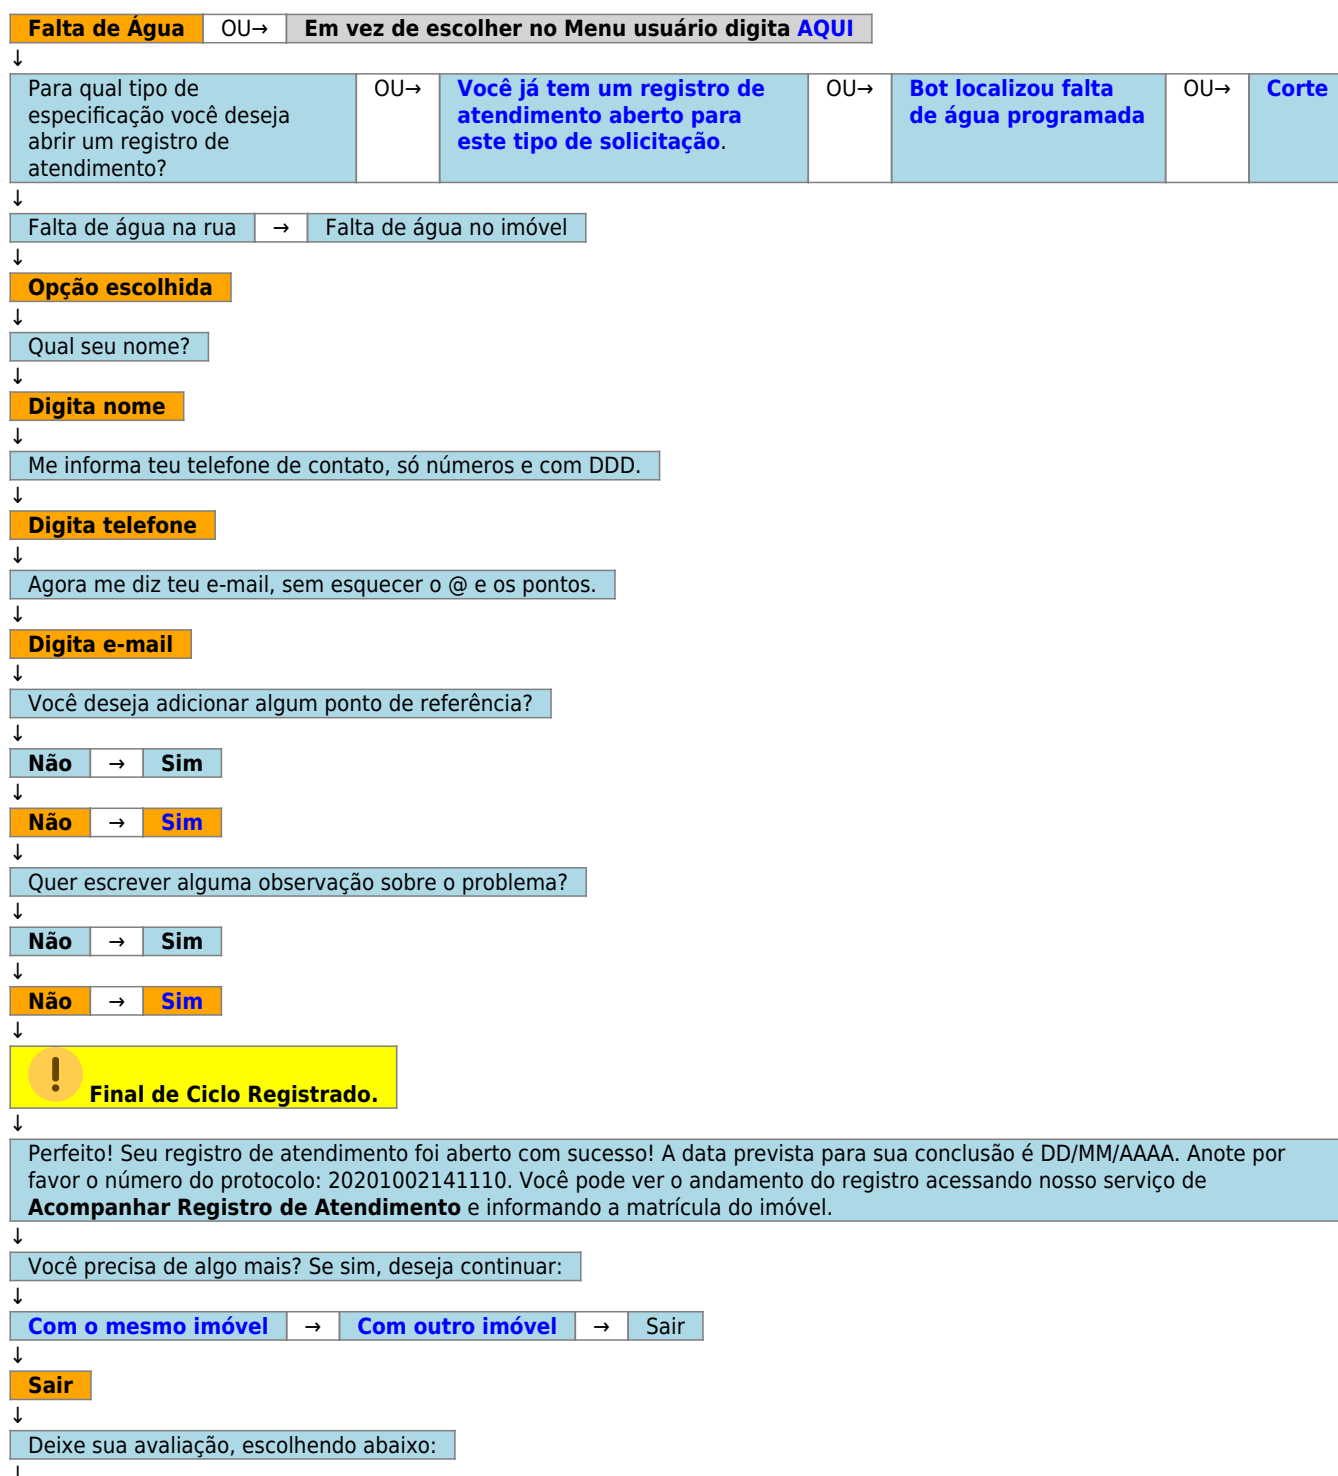 Falta de Água OU→ Em vez de escolher no Menu usuário digita AQUI
↓
Para qual tipo de
especificação você deseja
abrir um registro de
atendimento?
OU→
Você já tem um registro de
atendimento aberto para
este tipo de solicitação.
OU→
Bot localizou falta
de água programada
OU→
Corte
↓
Falta de água na rua → Falta de água no imóvel
↓
Opção escolhida
↓
Qual seu nome?
↓
Digita nome
↓
Me informa teu telefone de contato, só números e com DDD.
↓
Digita telefone
↓
Agora me diz teu e-mail, sem esquecer o @ e os pontos.
↓
Digita e-mail
↓
Você deseja adicionar algum ponto de referência?
↓
Não → Sim
↓
Não → Sim
↓
Quer escrever alguma observação sobre o problema?
↓
Não → Sim
↓
Não → Sim
↓
Final de Ciclo Registrado.
↓
Perfeito! Seu registro de atendimento foi aberto com sucesso! A data prevista para sua conclusão é DD/MM/AAAA. Anote por
favor o número do protocolo: 20201002141110. Você pode ver o andamento do registro acessando nosso serviço de
Acompanhar Registro de Atendimento e informando a matrícula do imóvel.
↓
Você precisa de algo mais? Se sim, deseja continuar:
↓
Com o mesmo imóvel → Com outro imóvel → Sair
↓
Sair
↓
Deixe sua avaliação, escolhendo abaixo:
↓